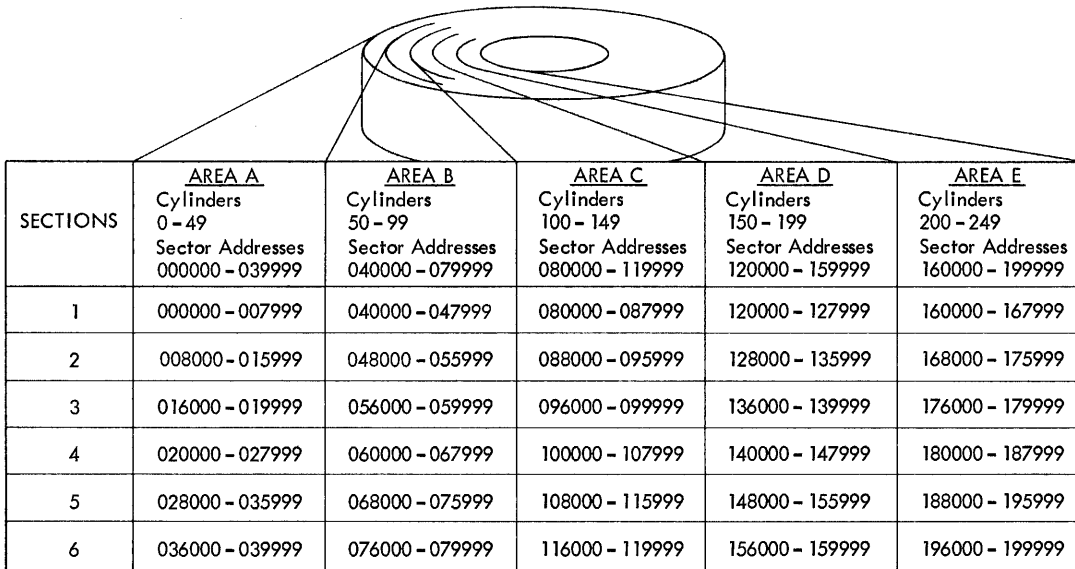 SECTIONS
AREA A
Cylinders
0-49
Sector Addresses
000000-039999
AREA B
Cylinders
50-99
Sector Addresses
040000-079999
AREA C
Cylinders
100-149
Sector Addresses
080000-119999
AREA D
Cylinders
150-199
Sector Addresses
120000-159999
AREA E
Cylinders
200-249
Sector Addresses
160000-199999
1 000000-007999 040000-047999 080000-087999 120000-127999 160000-167999
2 008000-015999 048000-055999 088000-095999 128000-135999 168000-175999
3 016000-019999 056000-059999 096000-099999 136000-139999 176000-179999
4 020000-027999 060000-067999 100000-107999 140000-147999 180000-187999
5 028000-035999 068000-075999 108000-115999 148000-155999 188000-195999
6 036000-039999 076000-079999 116000-119999 156000-159999 196000-199999